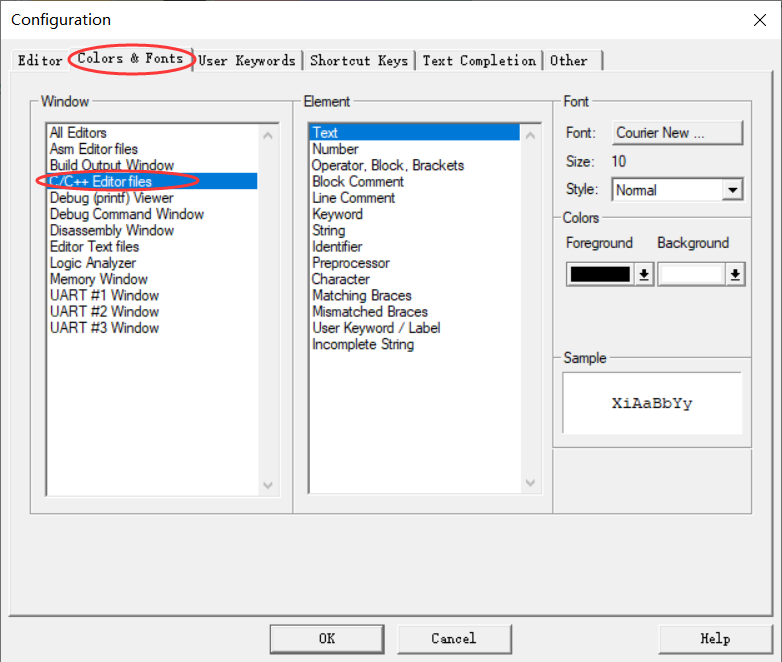 Configuration
Editor
Colors & Fonts
User Keywords
Shortcut Keys
Text Completion
Other
Window
All Editors
Asm Editor files
Build Output Window
C/C++ Editor files
Debug (printf) Viewer
Debug Command Window
Disassembly Window
Editor Text files
Logic Analyzer
Memory Window
UART #1 Window
UART #2 Window
UART #3 Window
Element
Text
Number
Operator, Block, Brackets
Block Comment
Line Comment
Keyword
String
Identifier
Preprocessor
Character
Matching Braces
Mismatched Braces
User Keyword / Label
Incomplete String
Font
Font: Courier New ...
Size: 10
Style: Normal
Colors
Foreground Background
Sample
XiAaBbYy
OK
Cancel
Help